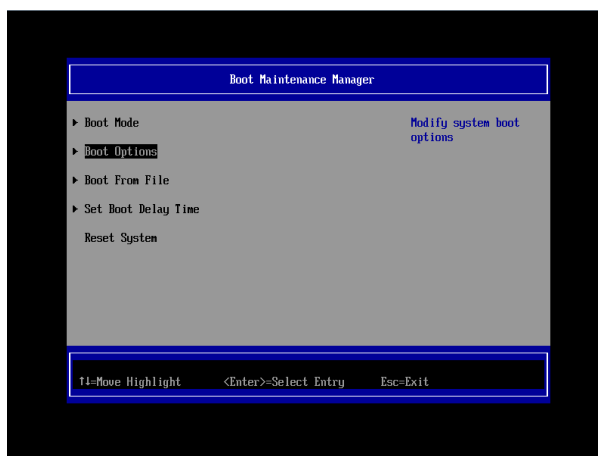 Boot Maintenance Manager
▶ Boot Mode
Modify system boot
options
▶ Boot Options
▶ Boot From File
▶ Set Boot Delay Time
Reset System
↑↓=Move Highlight <Enter>=Select Entry Esc=Exit